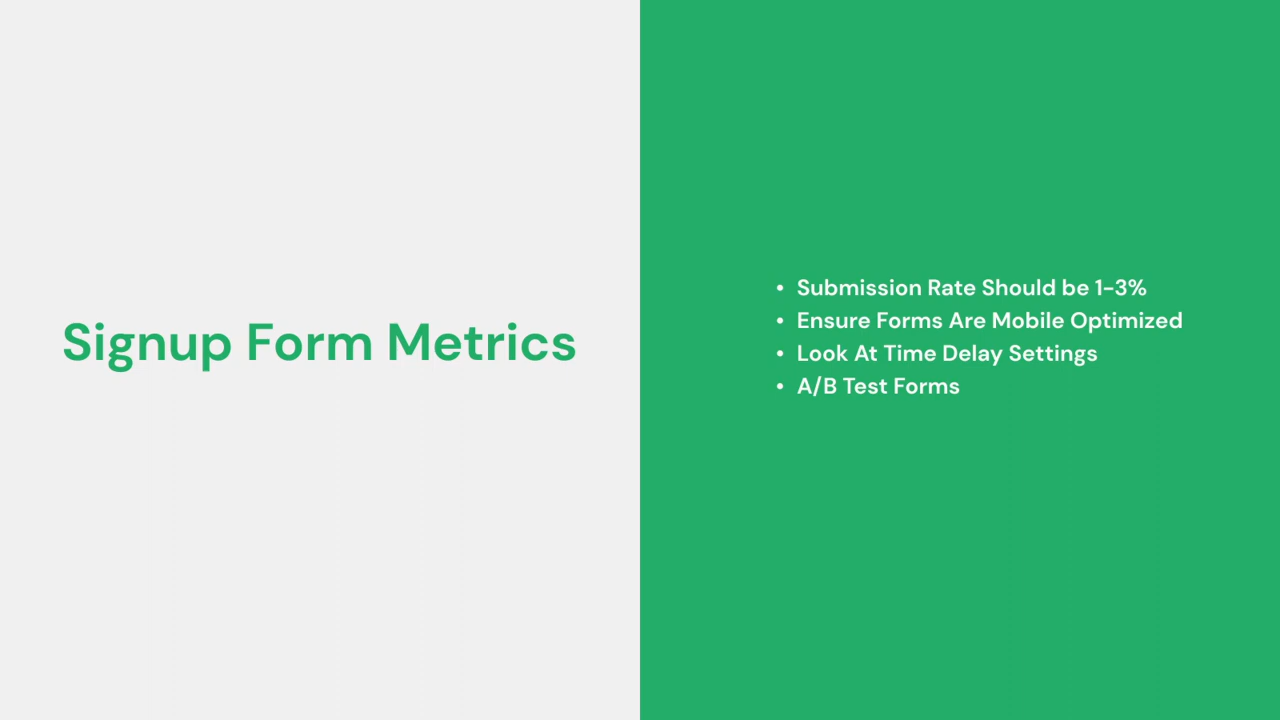 Signup Form Metrics
• Submission Rate Should be 1-3%
• Ensure Forms Are Mobile Optimized
• Look At Time Delay Settings
• A/B Test Forms